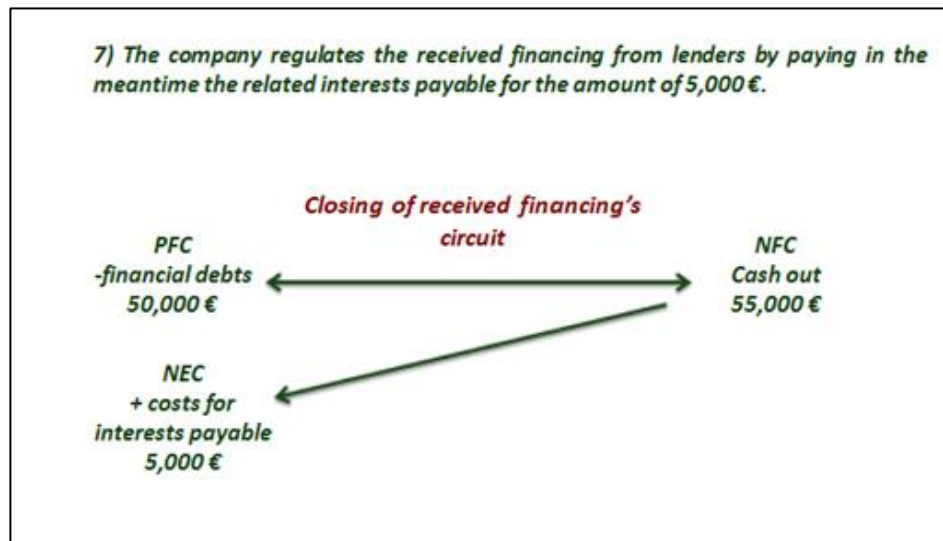 7) The company regulates the received financing from lenders by paying in the
meantime the related interests payable for the amount of 5,000 €.
Closing of received financing's
circuit
PFC
-financial debts
50,000 €
NFC
Cash out
55,000 €
NEC
+ costs for
interests payable
5,000 €